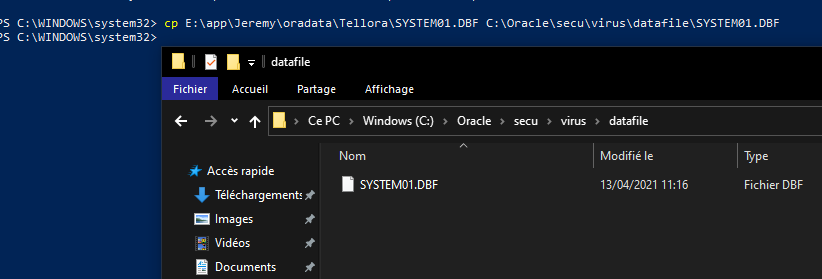 PS C:\WINDOWS\system32> cp E:\app\Jeremy\oradata\Tellora\SYSTEM01.DBF C:\Oracle\secu\virus\datafile\SYSTEM01.DBF
PS C:\WINDOWS\system32>
datafile
Fichier Accueil Partage Affichage
Ce PC > Windows (C:) > Oracle > secu > virus > datafile
Nom Modifié le Type
Accès rapide
SYSTEM01.DBF 13/04/2021 11:16 Fichier DBF
Téléchargements
Images
Vidéos
Documents